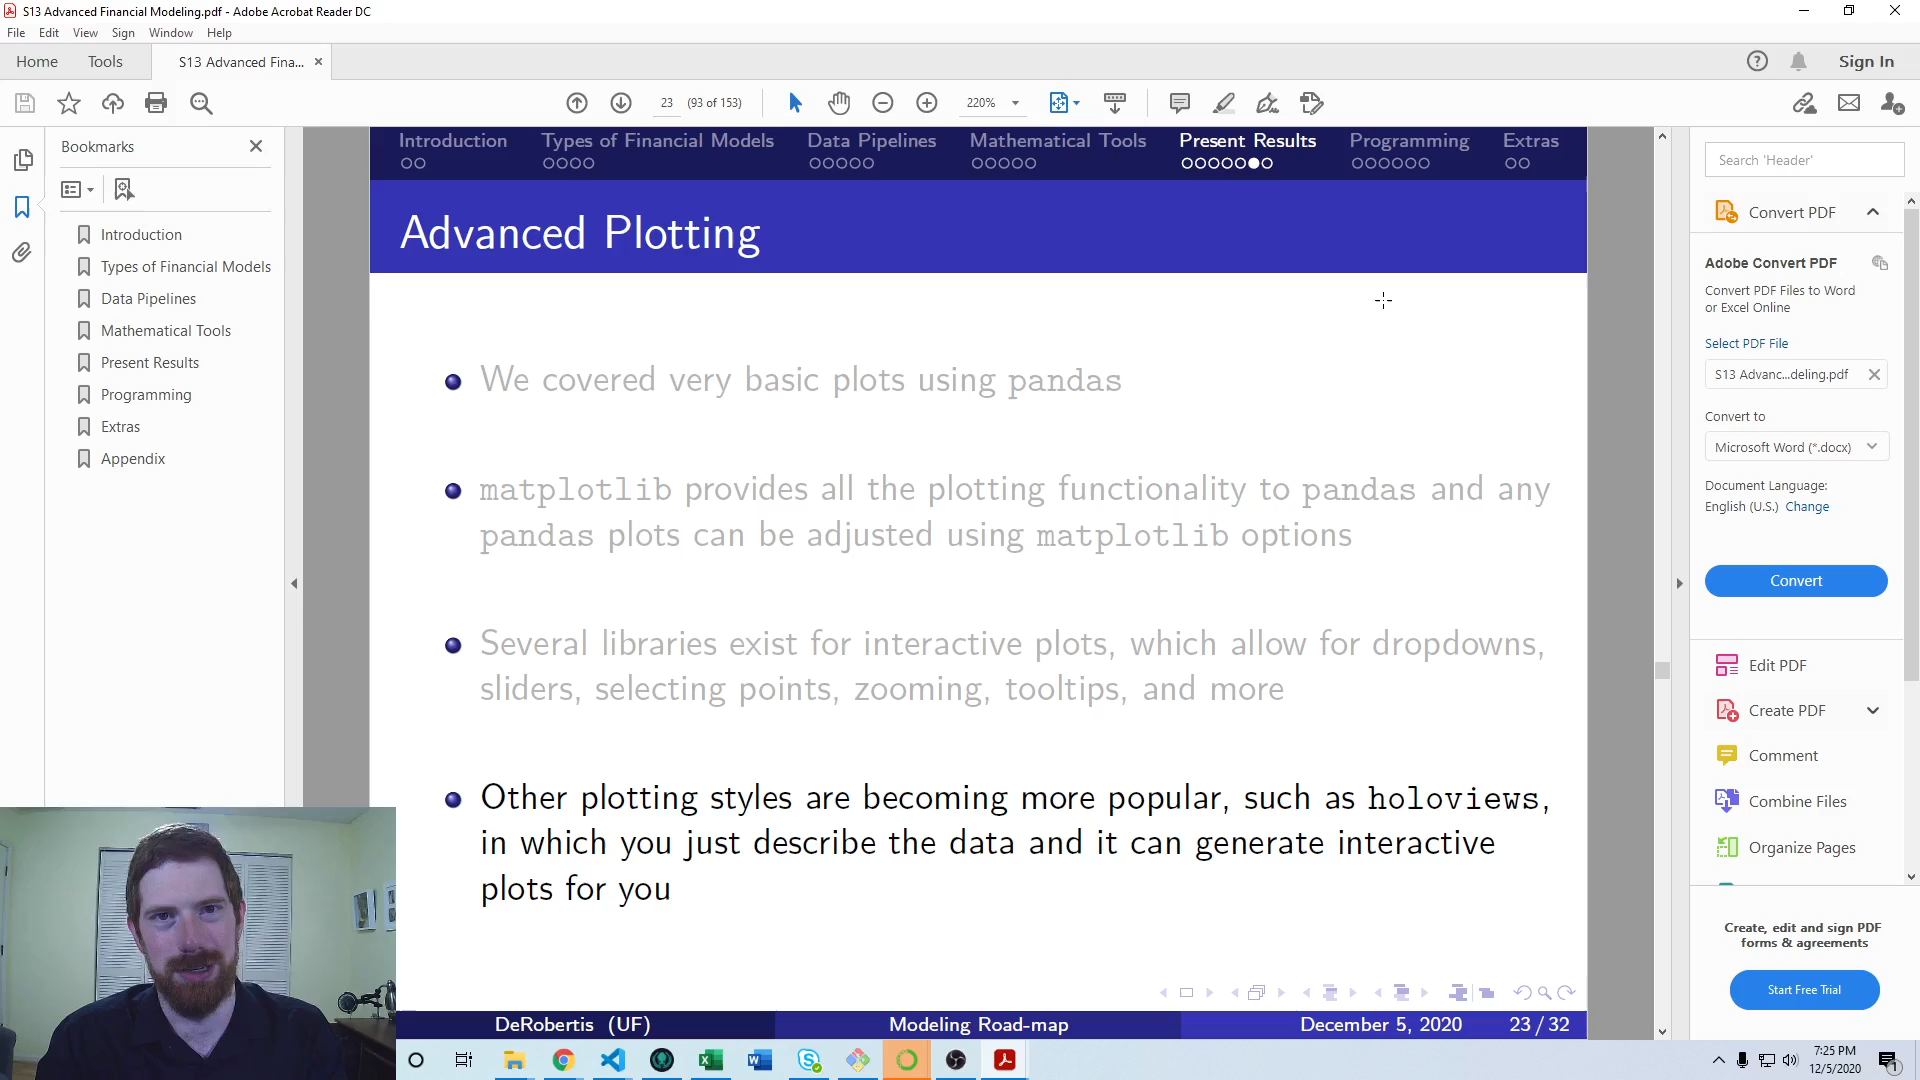 S13 Advanced Financial Modeling.pdf - Adobe Acrobat Reader DC
File Edit View Sign Window Help
Home Tools S13 Advanced Fina... ×
Sign In
23 (93 of 153) 220%
Bookmarks
Introduction
Types of Financial Models
Data Pipelines
Mathematical Tools
Present Results
Programming
Extras
Appendix
Introduction Types of Financial Models Data Pipelines Mathematical Tools Present Results Programming Extras
Advanced Plotting
We covered very basic plots using pandas
matplotlib provides all the plotting functionality to pandas and any
pandas plots can be adjusted using matplotlib options
Several libraries exist for interactive plots, which allow for dropdowns,
sliders, selecting points, zooming, tooltips, and more
Other plotting styles are becoming more popular, such as holoviews,
in which you just describe the data and it can generate interactive
plots for you
DeRobertis (UF) Modeling Road-map December 5, 2020 23 / 32
Search 'Header'
Convert PDF
Adobe Convert PDF
Convert PDF Files to Word
or Excel Online
Select PDF File
S13 Advanc...deling.pdf
Convert to
Microsoft Word (*.docx)
Document Language:
English (U.S.) Change
Convert
Edit PDF
Create PDF
Comment
Combine Files
Organize Pages
Create, edit and sign PDF
forms & agreements
Start Free Trial
7:25 PM
12/5/2020
1